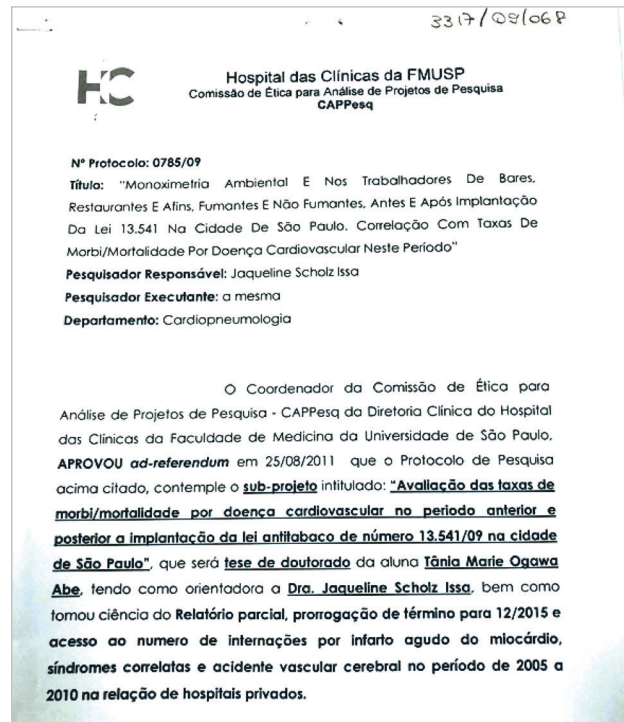 3317/09/068
HC
Hospital das Clínicas da FMUSP
Comissão de Ética para Análise de Projetos de Pesquisa
CAPPesq
Nº Protocolo: 0785/09
Título: "Monoximetria Ambiental E Nos Trabalhadores De Bares,
Restaurantes E Afins, Fumantes E Não Fumantes, Antes E Após Implantação
Da Lei 13.541 Na Cidade De São Paulo. Correlação Com Taxas De
Morbi/Mortalidade Por Doença Cardiovascular Neste Período"
Pesquisador Responsável: Jaqueline Scholz Issa
Pesquisador Executante: a mesma
Departamento: Cardiopneumologia
O Coordenador da Comissão de Ética para
Análise de Projetos de Pesquisa - CAPPesq da Diretoria Clínica do Hospital
das Clínicas da Faculdade de Medicina da Universidade de São Paulo,
APROVOU ad-referendum em 25/08/2011 que o Protocolo de Pesquisa
acima citado, contemple o sub-projeto intitulado: "Avaliação das taxas de
morbi/mortalidade por doença cardiovascular no periodo anterior e
posterior a implantação da lei antitabaco de número 13.541/09 na cidade
de São Paulo", que será tese de doutorado da aluna Tânia Marie Ogawa
Abe, tendo como orientadora a Dra. Jaqueline Scholz Issa, bem como
tomou ciência do Relatório parcial, prorrogação de término para 12/2015 e
acesso ao numero de internações por infarto agudo do miocárdio,
síndromes correlatas e acidente vascular cerebral no período de 2005 a
2010 na relação de hospitais privados.